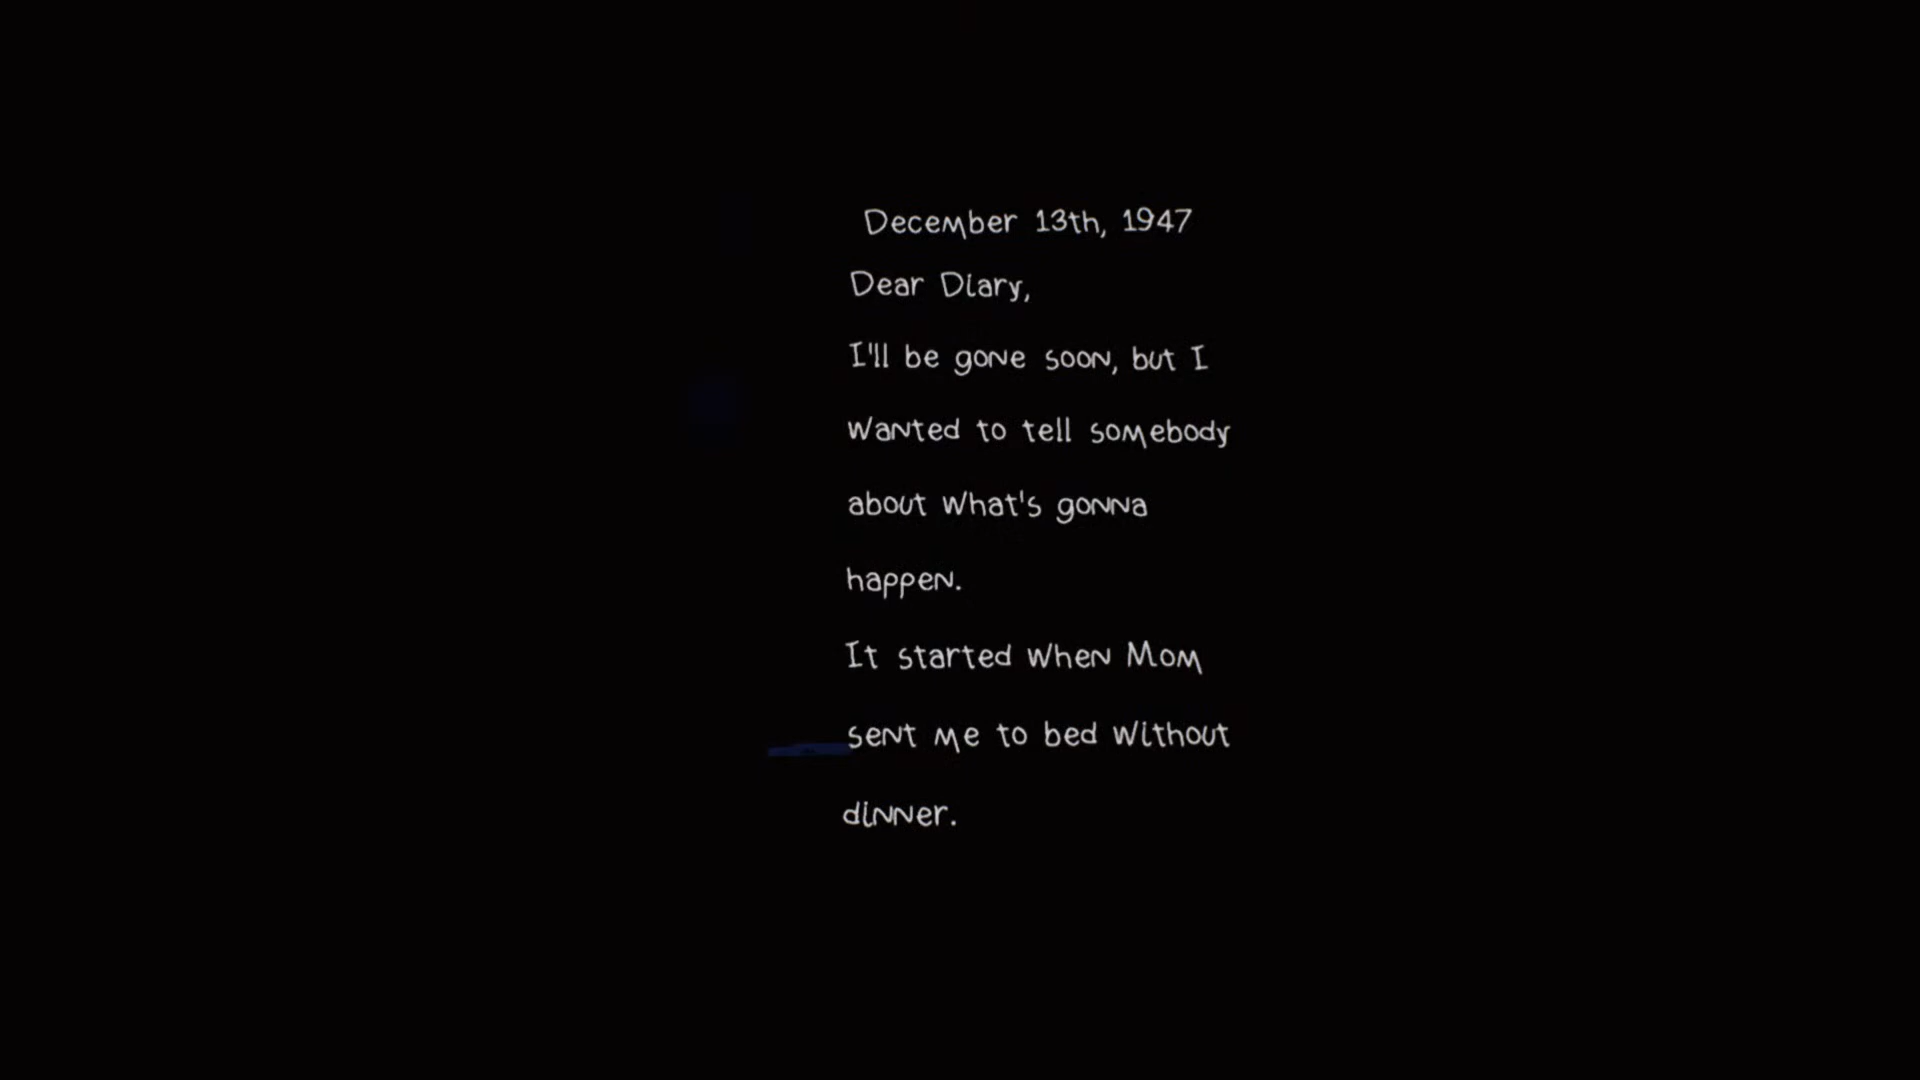 December 13th, 1947
Dear Diary,
I'll be gone soon, but I
wanted to tell somebody
about what's gonna
happen.
It started when Mom
sent me to bed without
dinner.